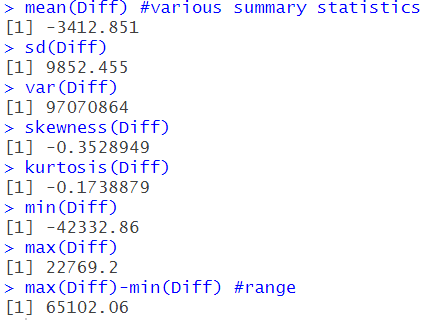 > mean(Diff) #various summary statistics
[1] -3412.851
> sd(Diff)
[1] 9852.455
> var(Diff)
[1] 97070864
> skewness(Diff)
[1] -0.3528949
> kurtosis(Diff)
[1] -0.1738879
> min(Diff)
[1] -42332.86
> max(Diff)
[1] 22769.2
> max(Diff)-min(Diff) #range
[1] 65102.06